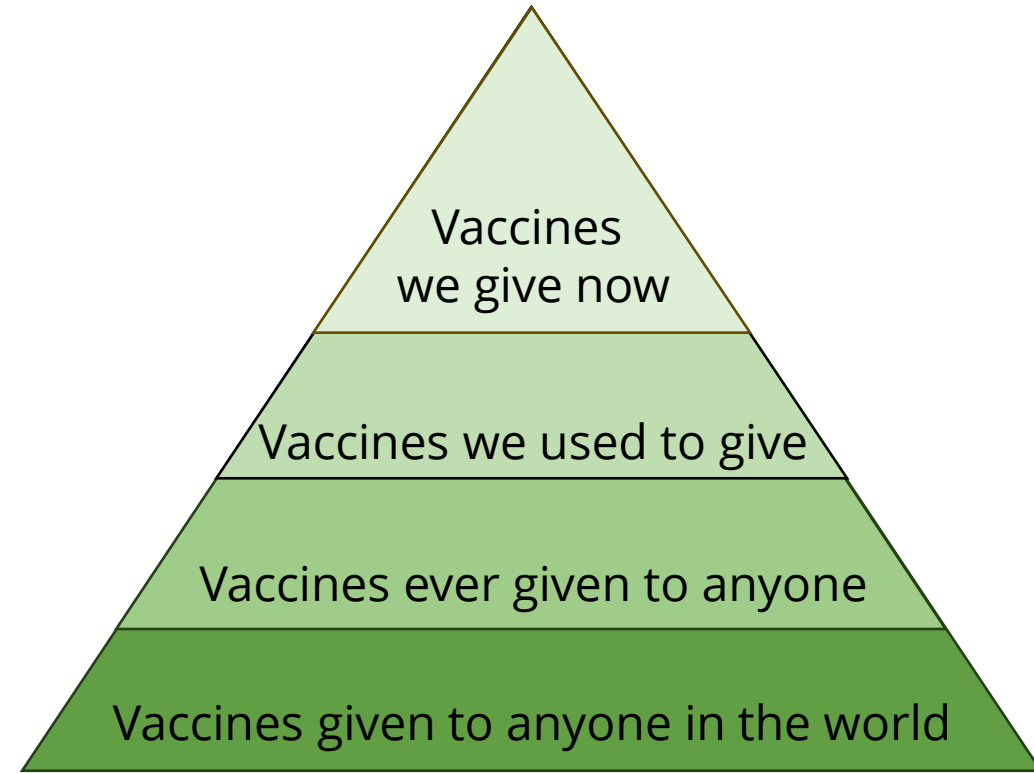 Vaccines
we give now
Vaccines we used to give
Vaccines ever given to anyone
Vaccines given to anyone in the world